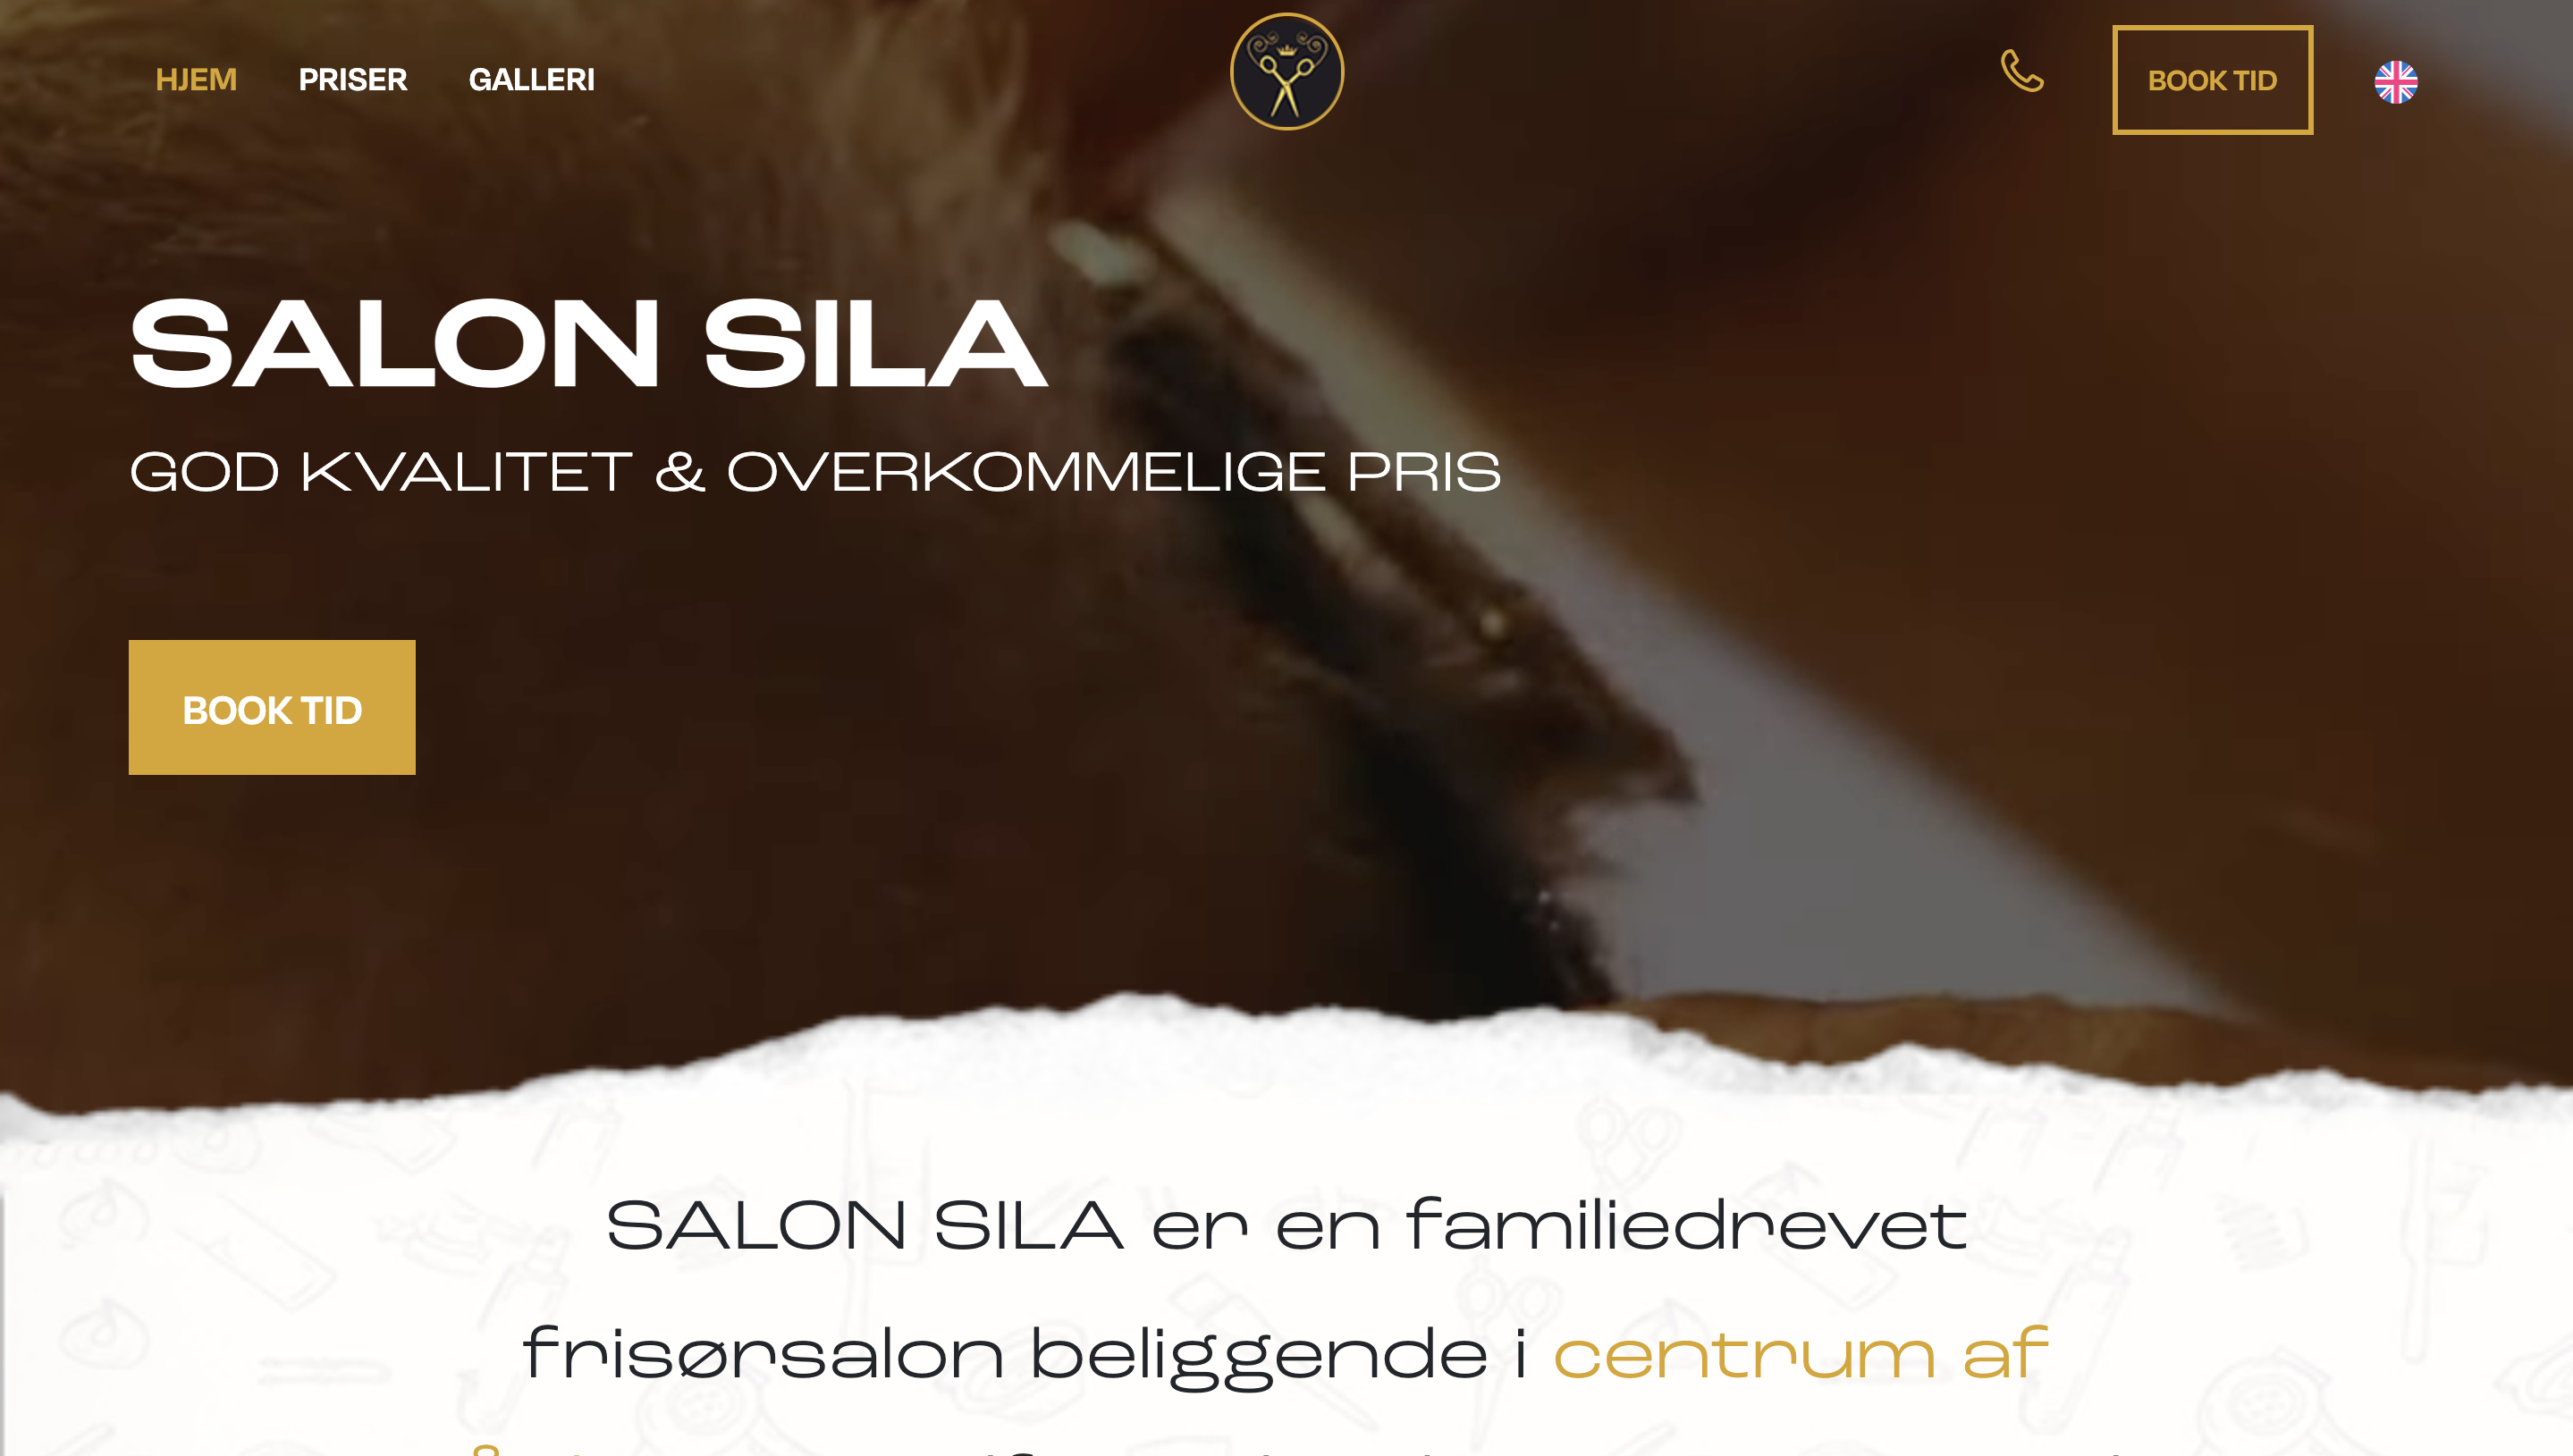 HJEM PRISER GALLERI BOOK TID
SALON SILA
GOD KVALITET & OVERKOMMELIGE PRIS
BOOK TID
SALON SILA er en familiedrevet
frisørsalon beliggende i centrum af